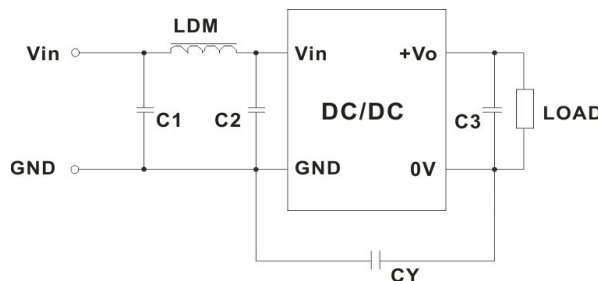 LDM
Vin
Vin
+Vo
C1
C2
DC/DC
C3
LOAD
GND
GND
0V
CY